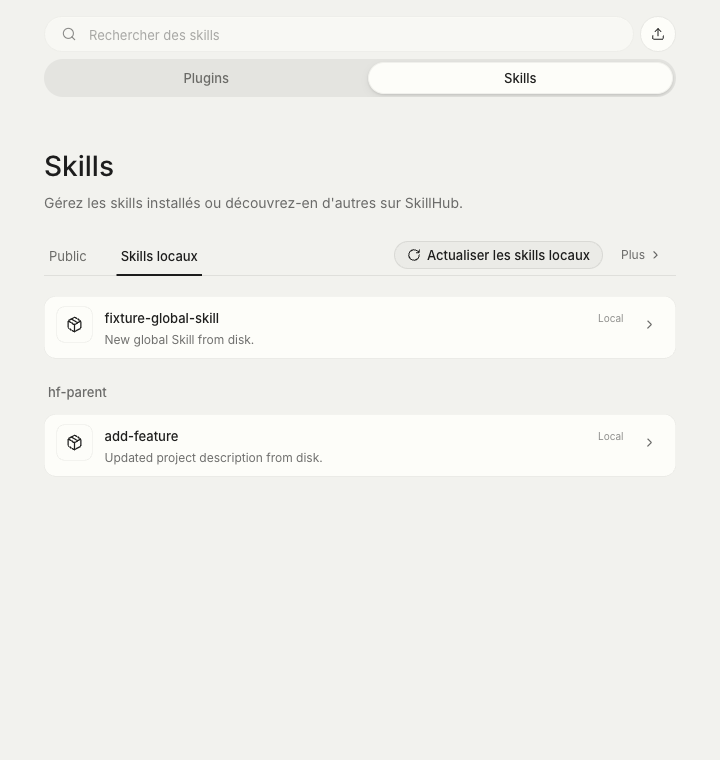 Rechercher des skills
Plugins
Skills
Skills
Gérez les skills installés ou découvrez-en d'autres sur SkillHub.
Public
Skills locaux
Actualiser les skills locaux
Plus
fixture-global-skill
Local
New global Skill from disk.
hf-parent
add-feature
Local
Updated project description from disk.